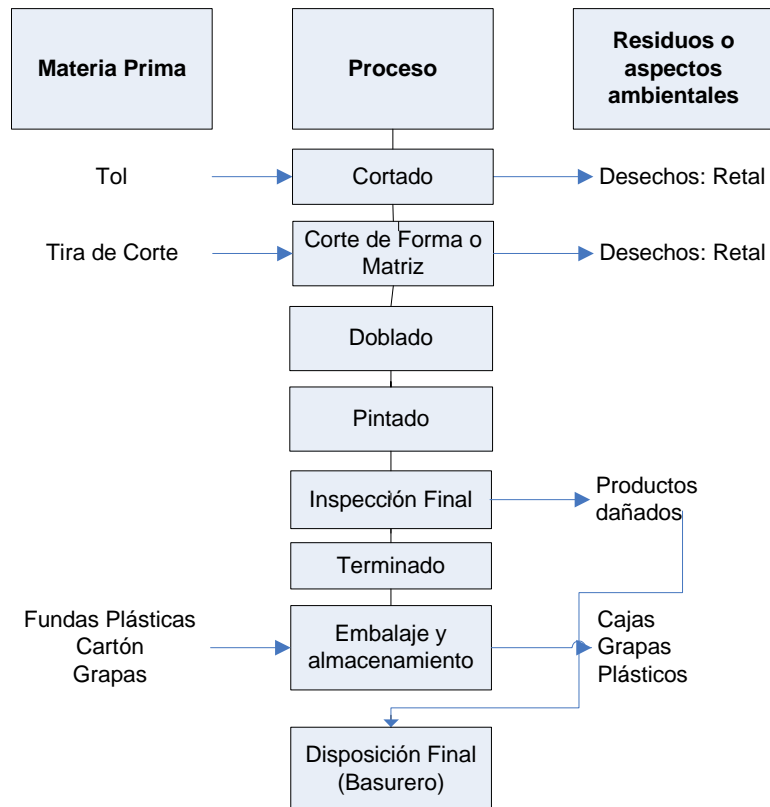 Materia Prima
Proceso
Residuos o
aspectos
ambientales
Tol
Cortado
Desechos: Retal
Tira de Corte
Corte de Forma o
Matriz
Desechos: Retal
Doblado
Pintado
Inspección Final
Productos
dañados
Terminado
Fundas Plásticas
Cartón
Grapas
Embalaje y
almacenamiento
Cajas
Grapas
Plásticos
Disposición Final
(Basurero)